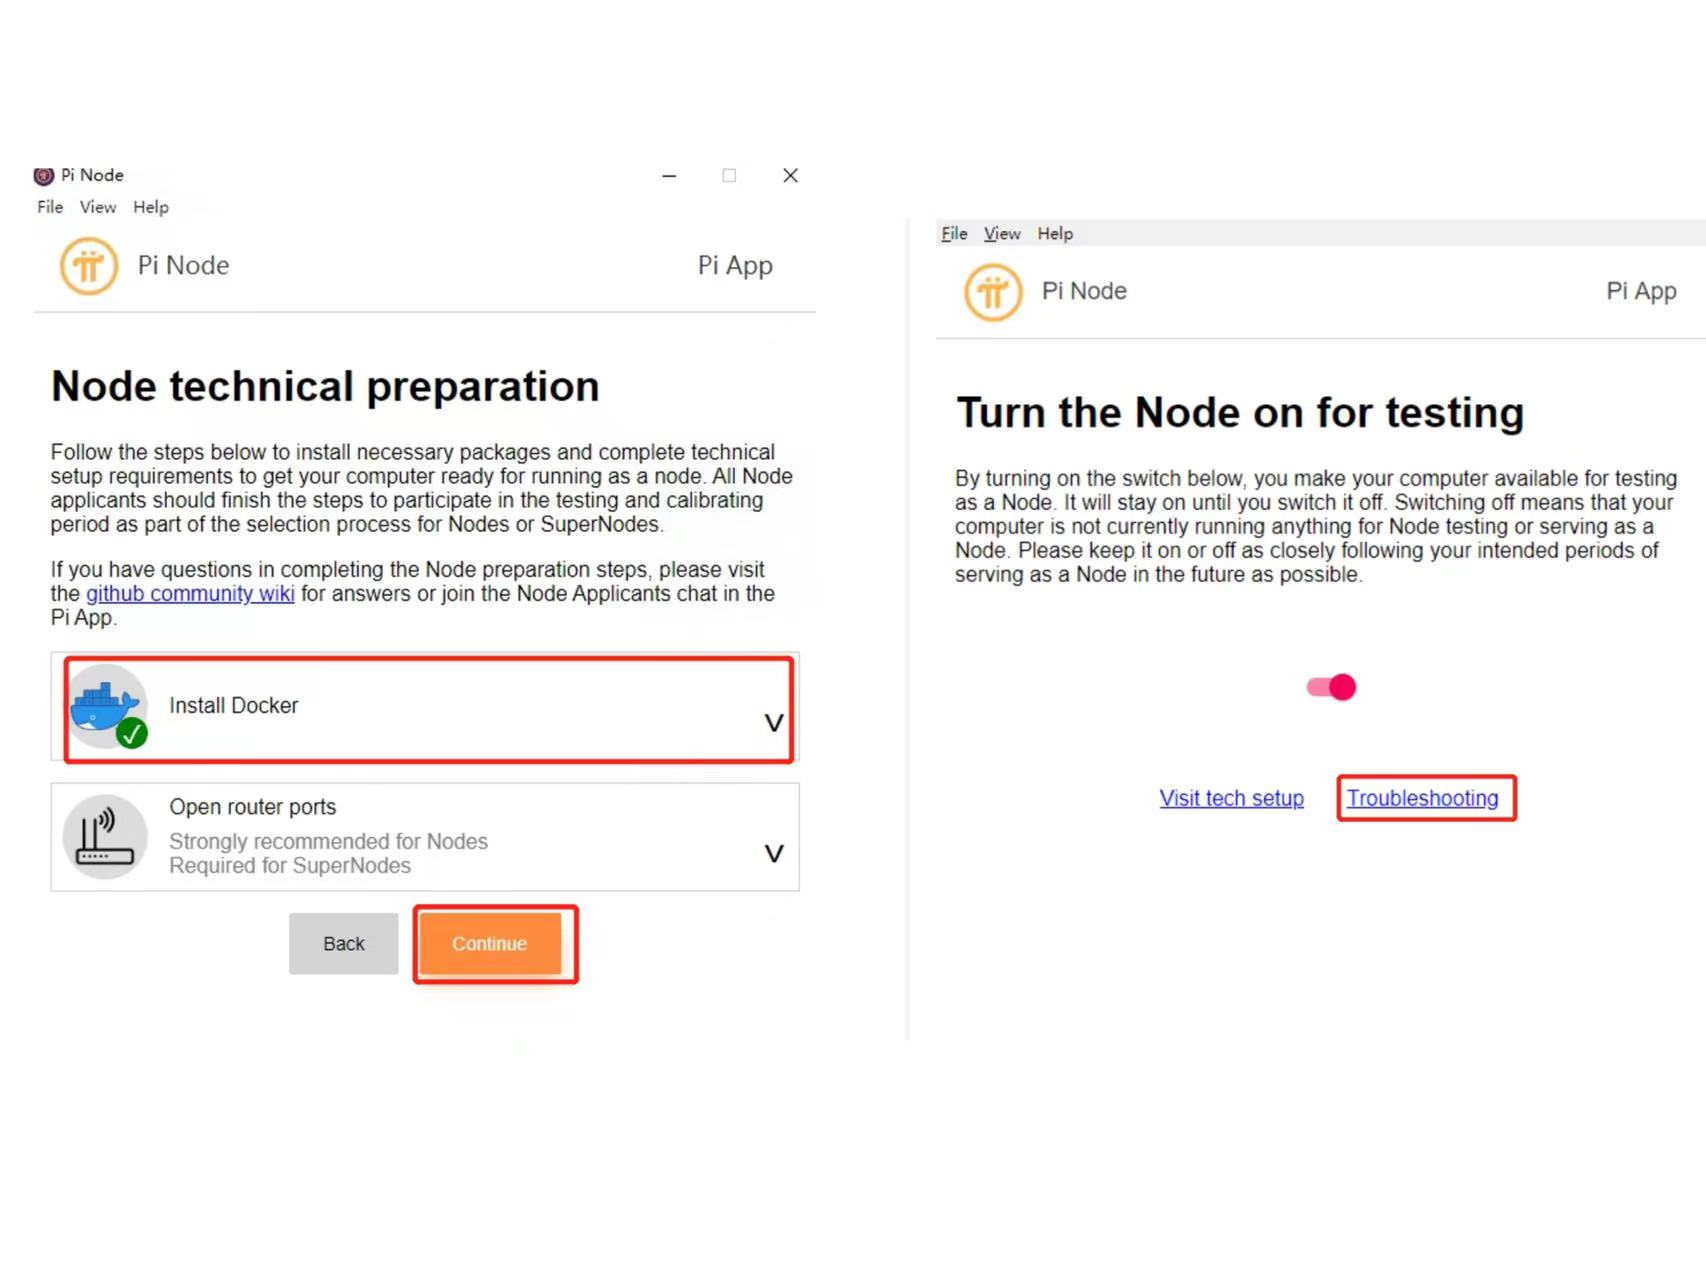 Pi Node
File View Help
Pi Node
Pi App
Node technical preparation
Follow the steps below to install necessary packages and complete technical
setup requirements to get your computer ready for running as a node. All Node
applicants should finish the steps to participate in the testing and calibrating
period as part of the selection process for Nodes or SuperNodes.
If you have questions in completing the Node preparation steps, please visit
the github community wiki for answers or join the Node Applicants chat in the
Pi App.
Install Docker
Open router ports
Strongly recommended for Nodes
Required for SuperNodes
Back
Continue
File View Help
Pi Node
Pi App
Turn the Node on for testing
By turning on the switch below, you make your computer available for testing
as a Node. It will stay on until you switch it off. Switching off means that your
computer is not currently running anything for Node testing or serving as a
Node. Please keep it on or off as closely following your intended periods of
serving as a Node in the future as possible.
Visit tech setup
Troubleshooting